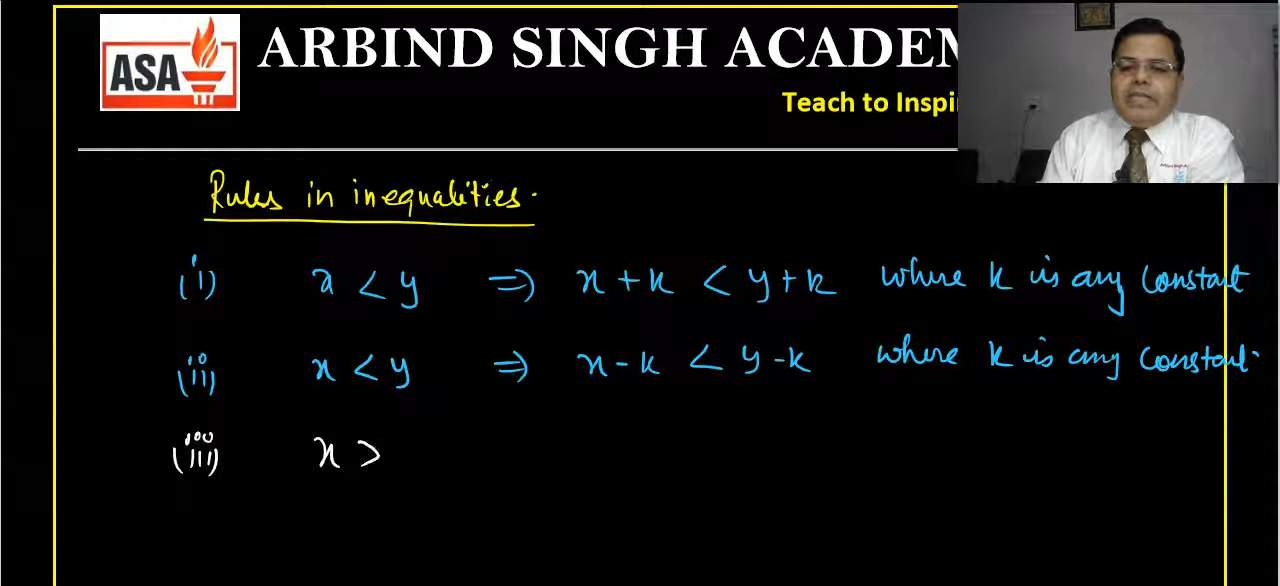 ASA
ARBIND SINGH ACADEM
Teach to Inspi
Rules in inequalities.
(i) x < y ⇒ x + k < y + k where k is any constant
(ii) x < y ⇒ x - k < y - k where k is any constant.
(iii) x >